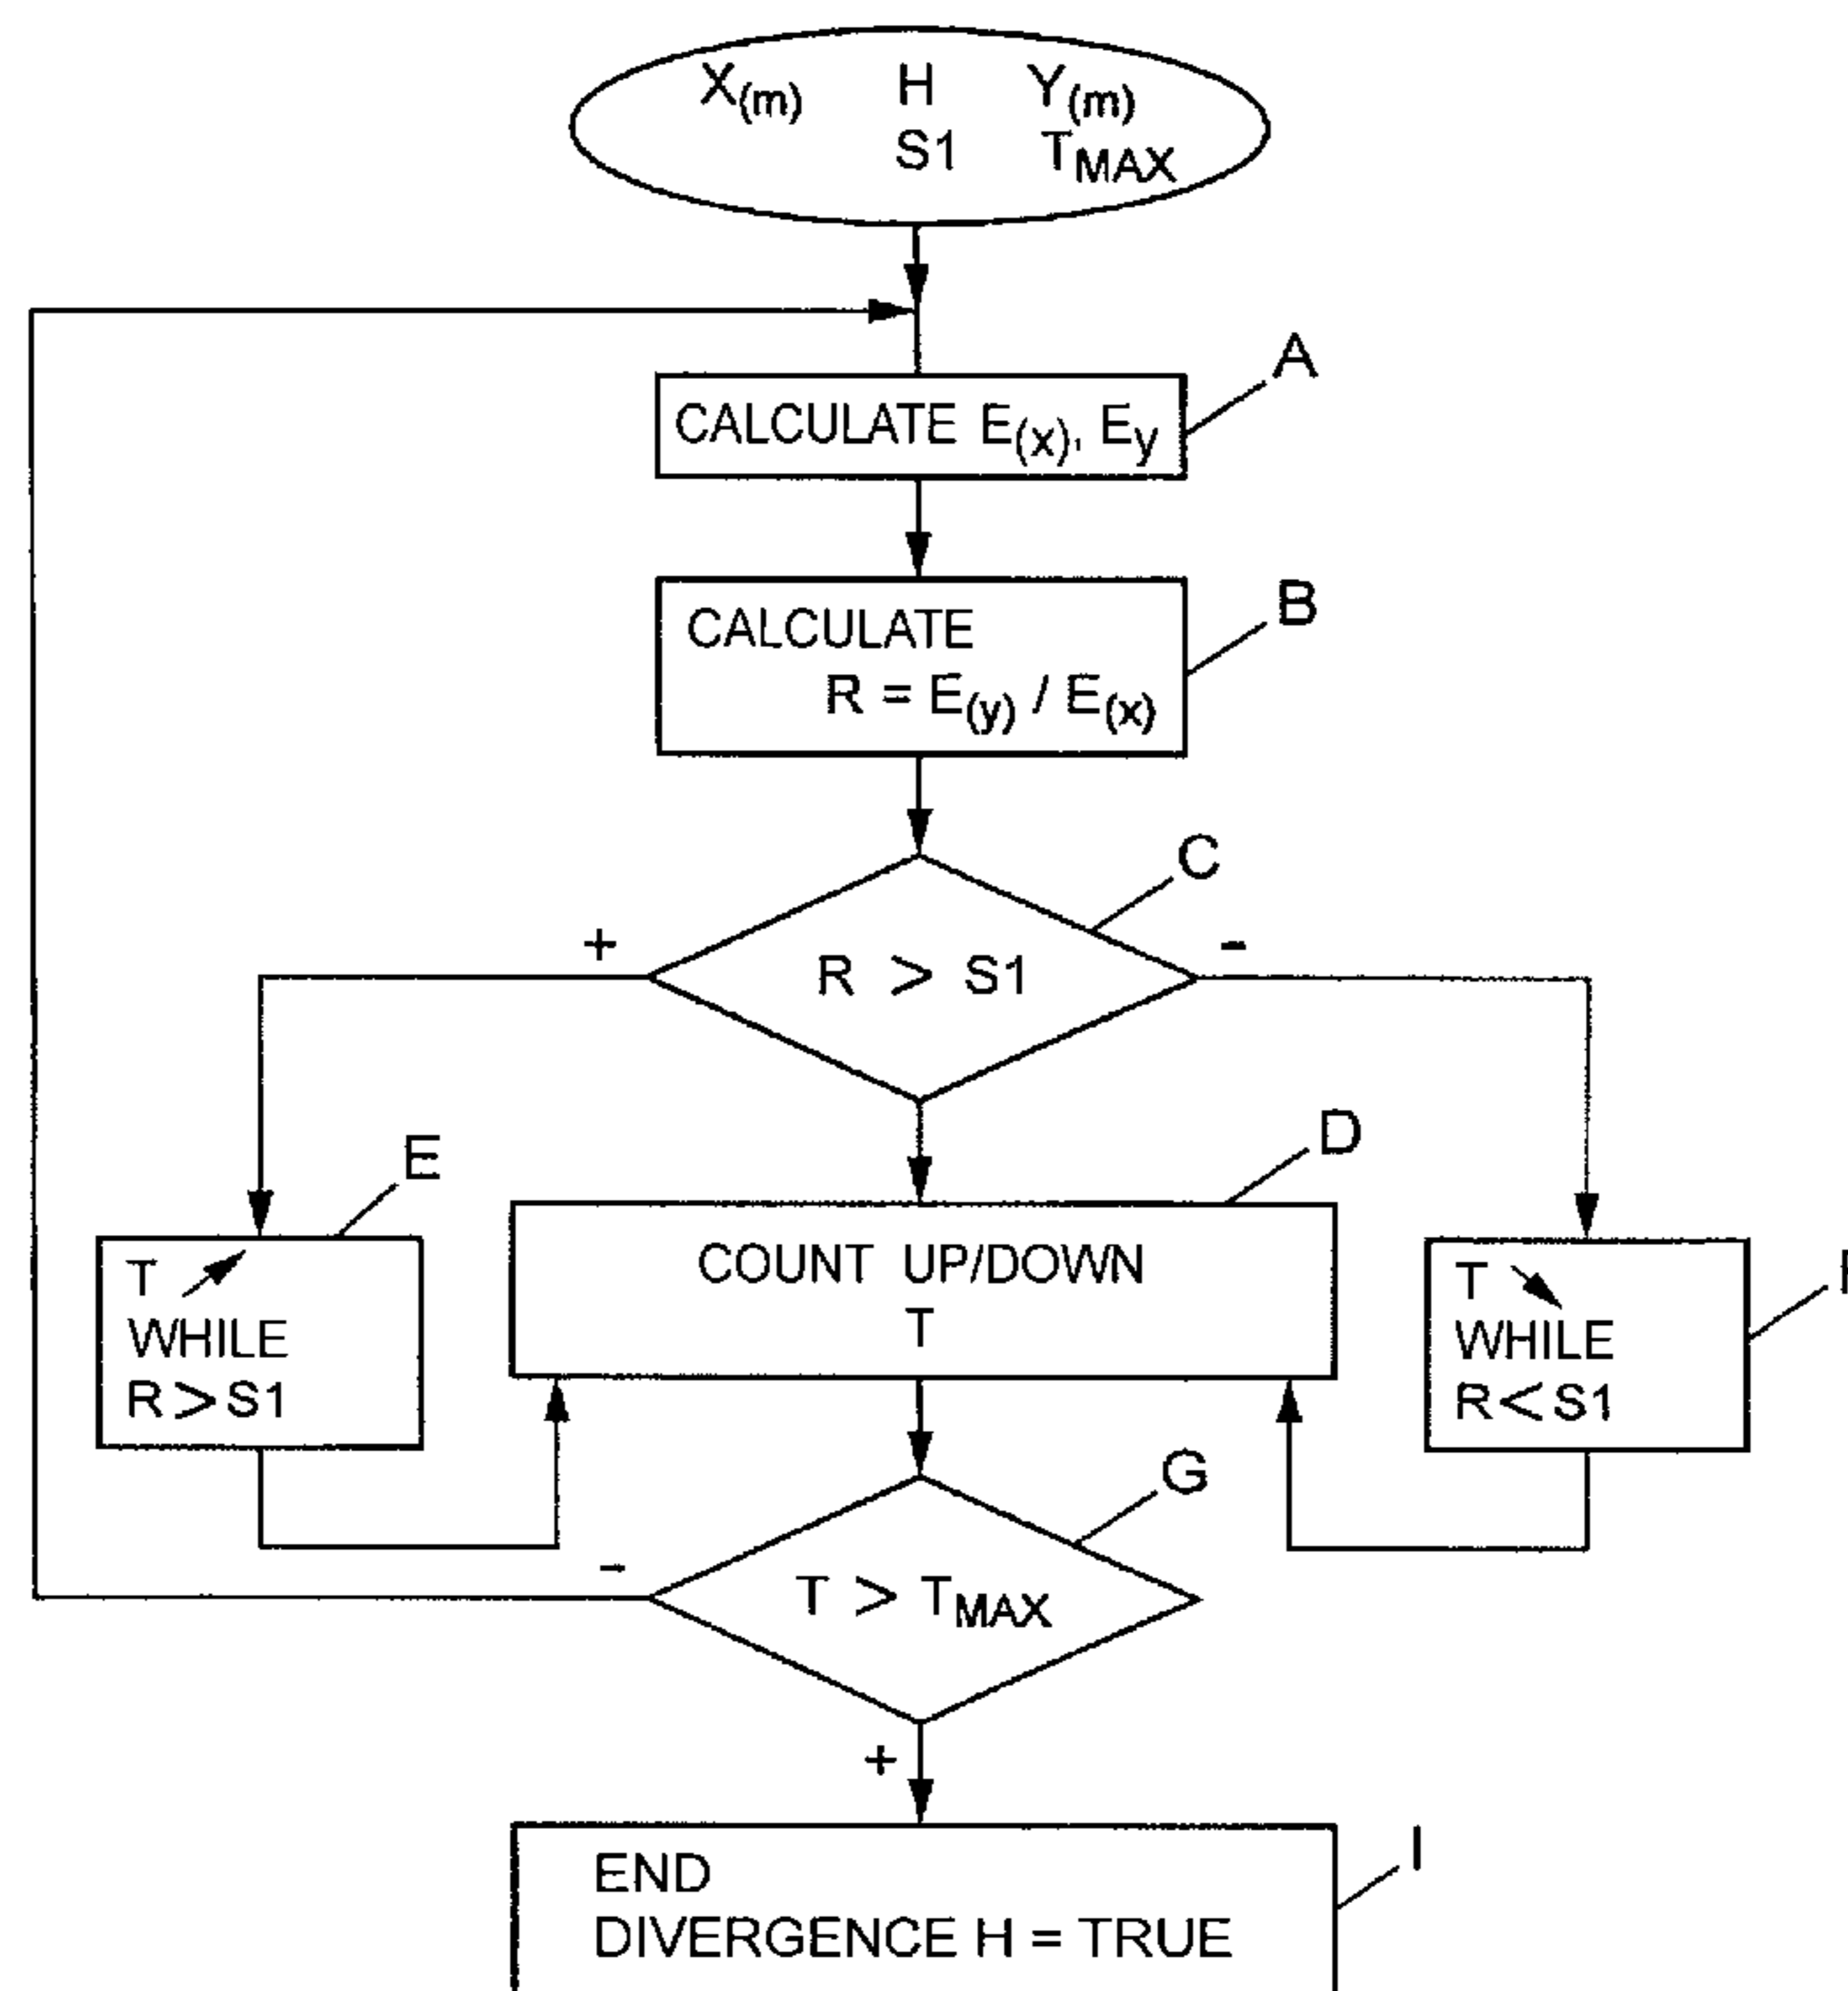 X(m) H Y(m)
S1 TMAX
A
CALCULATE E(x), Ey
B
CALCULATE
R = E(y) / E(x)
C
+
-
R > S1
D
E
COUNT UP/DOWN
T
T
WHILE
R > S1
T
WHILE
R < S1
G
-
T > TMAX
+
I
END
DIVERGENCE H = TRUE